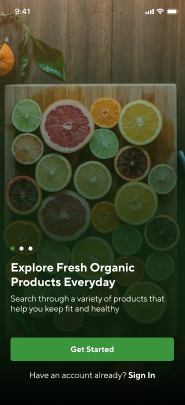 9:41
Explore Fresh Organic
Products Everyday
Search through a variety of products that
help you keep fit and healthy
Get Started
Have an account already? Sign In